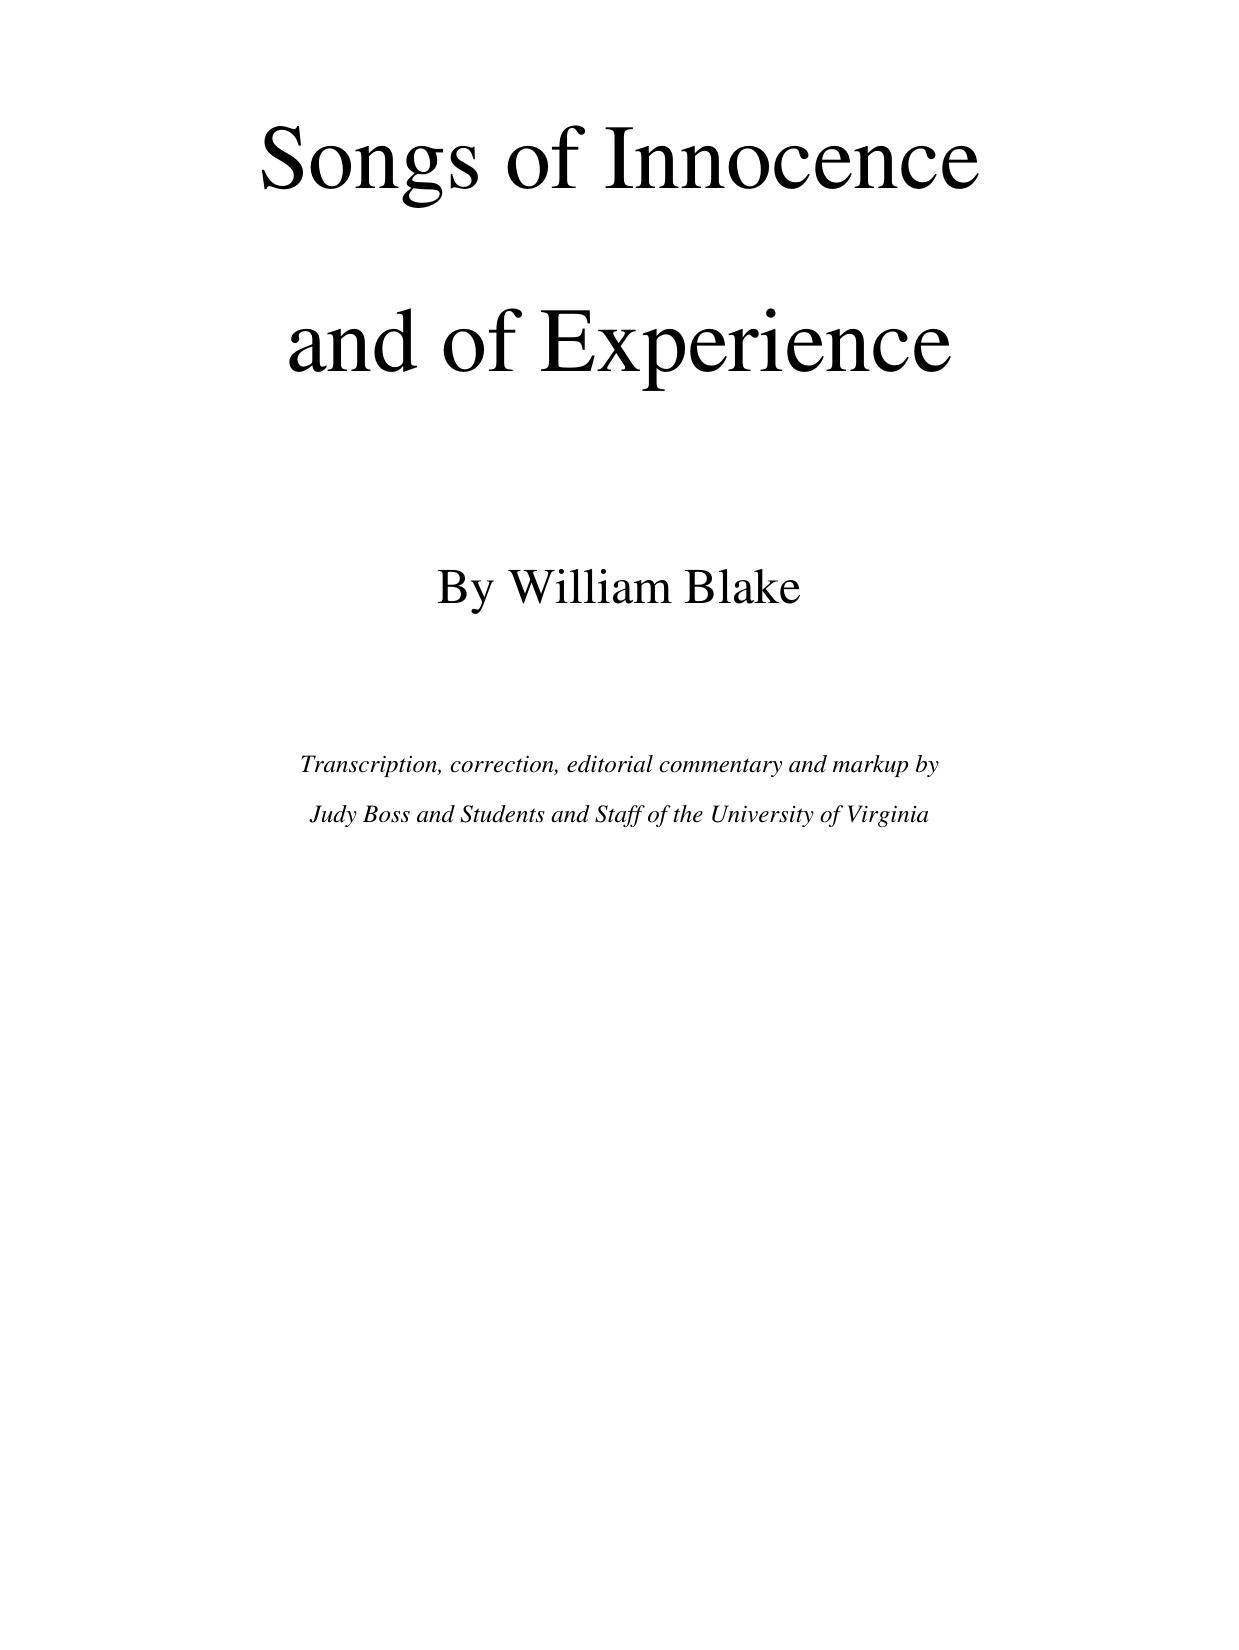 Songs of Innocence
and of Experience
By William Blake
Transcription, correction, editorial commentary and markup by
Judy Boss and Students and Staff of the University of Virginia